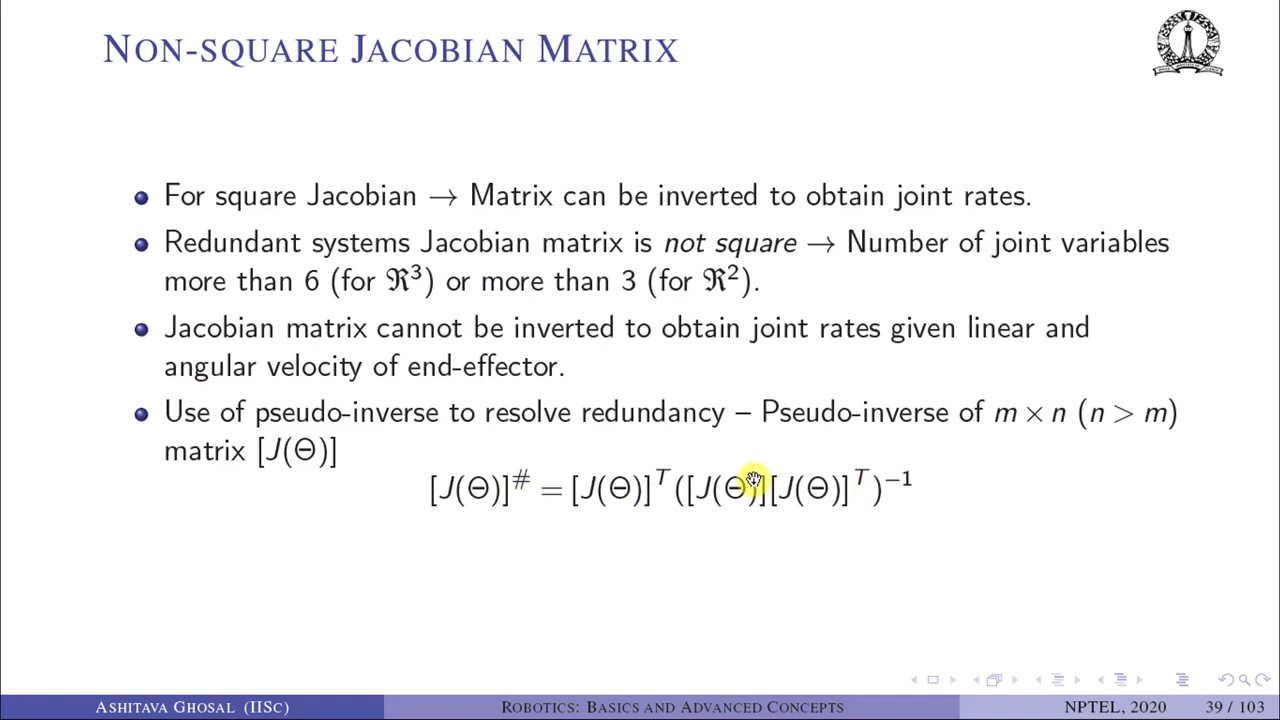 NON-SQUARE JACOBIAN MATRIX
For square Jacobian → Matrix can be inverted to obtain joint rates.
Redundant systems Jacobian matrix is not square → Number of joint variables
more than 6 (for ℜ³) or more than 3 (for ℜ²).
Jacobian matrix cannot be inverted to obtain joint rates given linear and
angular velocity of end-effector.
Use of pseudo-inverse to resolve redundancy – Pseudo-inverse of m × n (n > m)
matrix [J(Θ)]
[J(Θ)]^# = [J(Θ)]^T([J(Θ)][J(Θ)]^T)^−1
ASHITAVA GHOSAL (IISC) ROBOTICS: BASICS AND ADVANCED CONCEPTS NPTEL, 2020 39 / 103